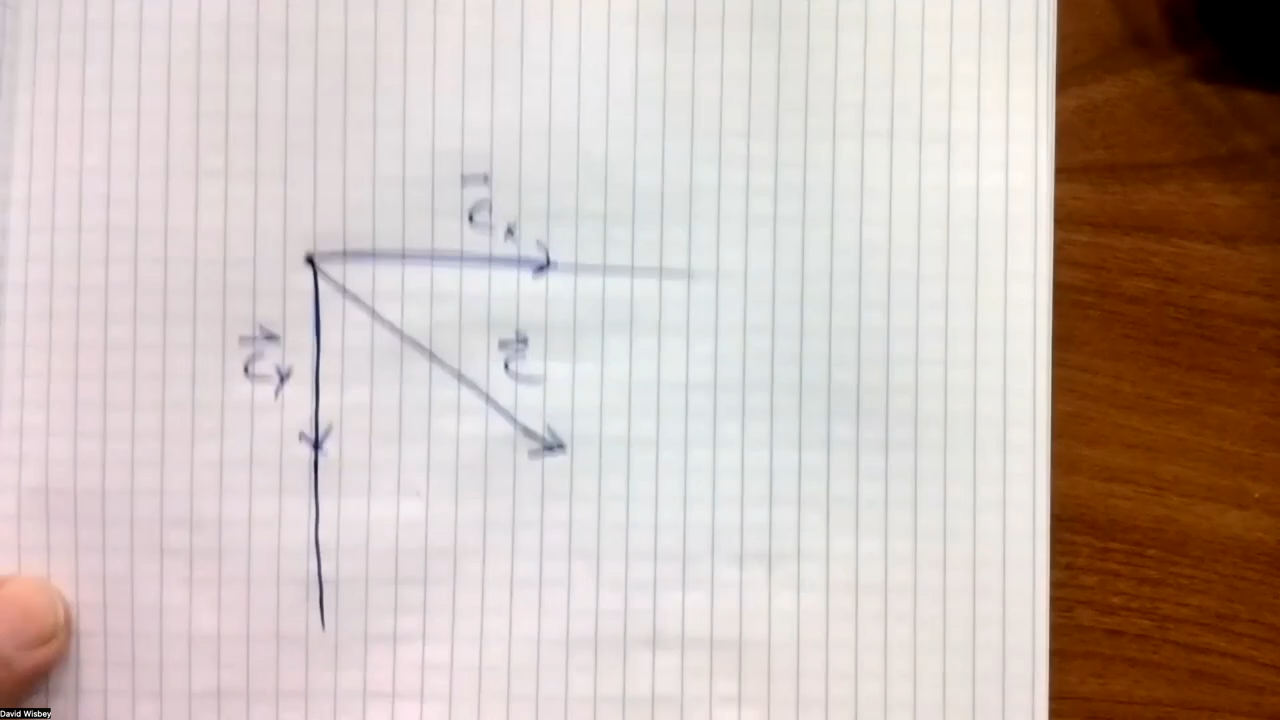 C⃗ₓ
C⃗
C⃗ᵧ
David Wisbey